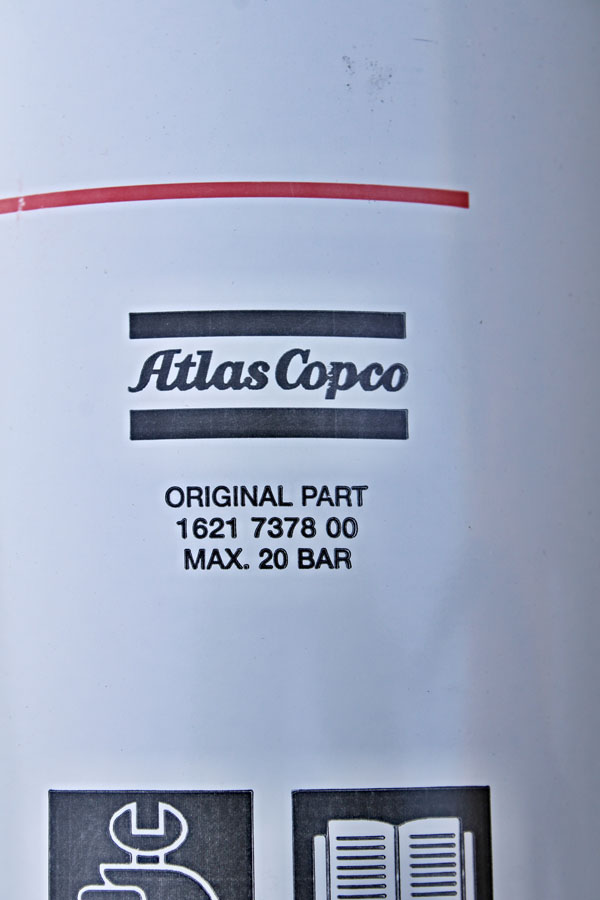 Atlas Copco
ORIGINAL PART
1621 7378 00
MAX. 20 BAR